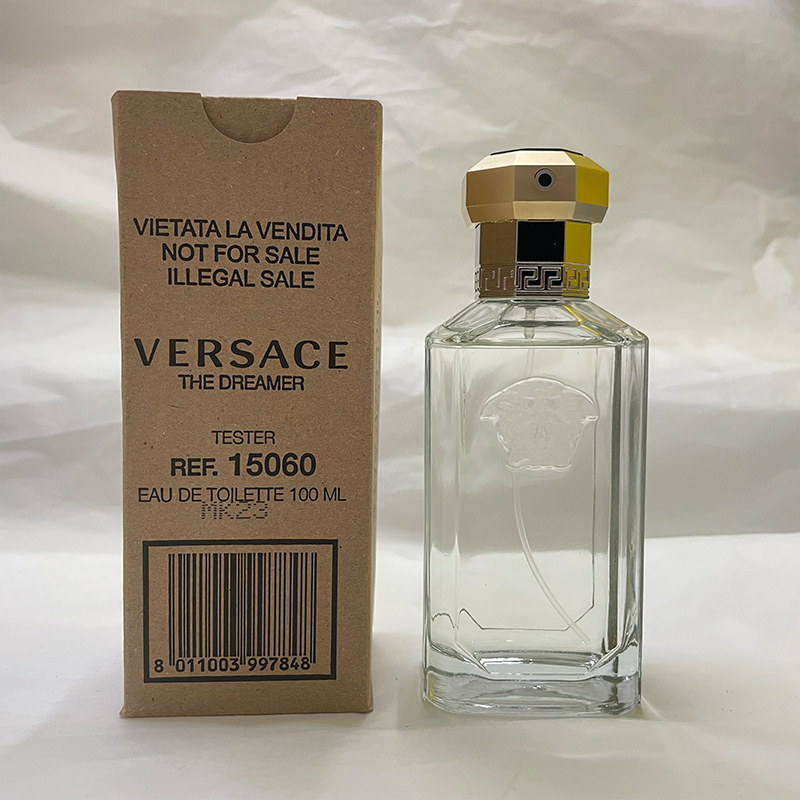 VIETATA LA VENDITA
NOT FOR SALE
ILLEGAL SALE
VERSACE
THE DREAMER
TESTER
REF. 15060
EAU DE TOILETTE 100 ML
MK23
8 011003 997848